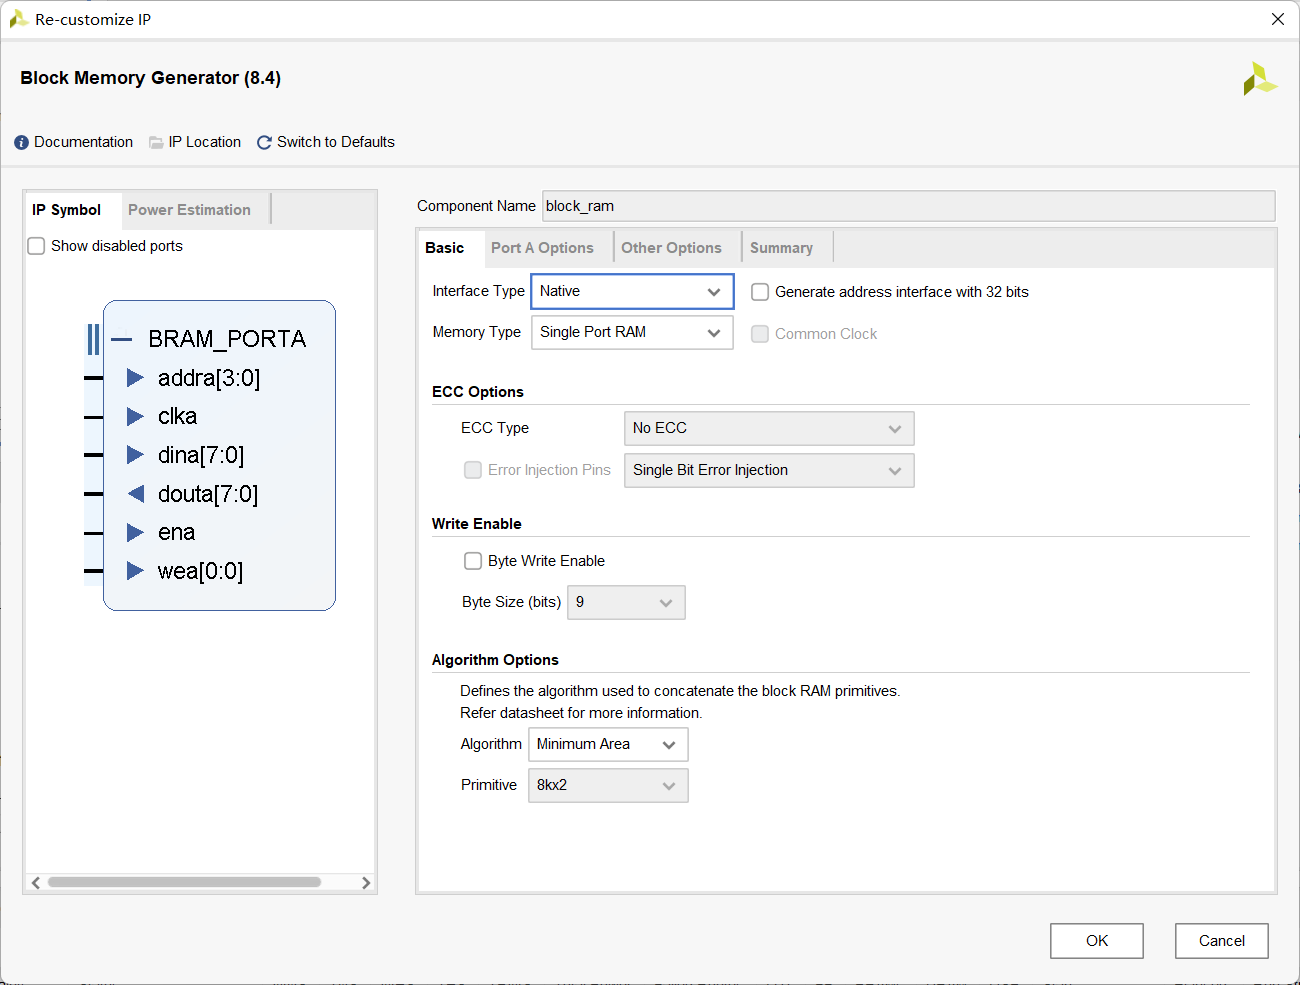 Re-customize IP
Block Memory Generator (8.4)
Documentation IP Location Switch to Defaults
IP Symbol Power Estimation
Show disabled ports
BRAM_PORTA
addra[3:0]
clka
dina[7:0]
douta[7:0]
ena
wea[0:0]
Component Name block_ram
Basic Port A Options Other Options Summary
Interface Type Native Generate address interface with 32 bits
Memory Type Single Port RAM Common Clock
ECC Options
ECC Type No ECC
Error Injection Pins Single Bit Error Injection
Write Enable
Byte Write Enable
Byte Size (bits) 9
Algorithm Options
Defines the algorithm used to concatenate the block RAM primitives.
Refer datasheet for more information.
Algorithm Minimum Area
Primitive 8kx2
OK Cancel